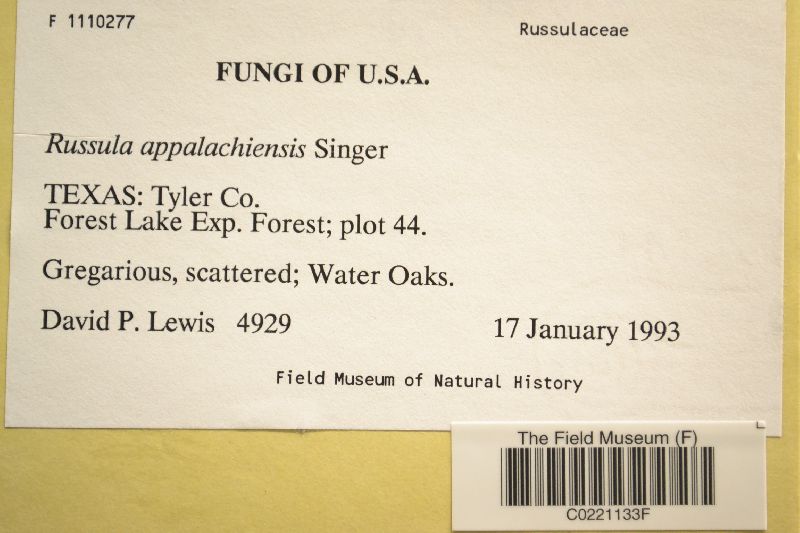 F 1110277
Russulaceae
FUNGI OF U.S.A.
Russula appalachiensis Singer
TEXAS: Tyler Co.
Forest Lake Exp. Forest; plot 44.
Gregarious, scattered; Water Oaks.
David P. Lewis 4929 17 January 1993
Field Museum of Natural History
The Field Museum (F)
C0221133F